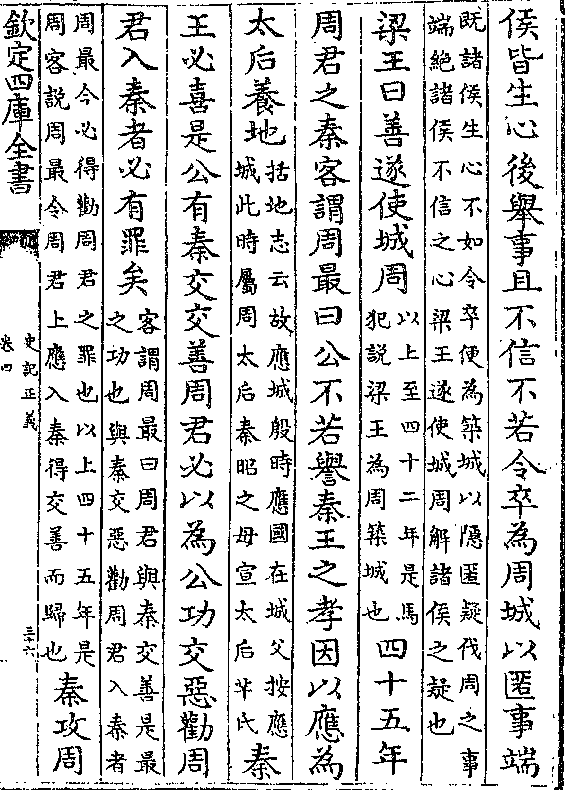 侯皆生心後舉事且不信不若令卒為周城以匿事端
既諸侯生心不如令卒便為築城以隱匿疑伐周之事
端絶諸侯不信之心梁王遂使城周解諸侯之疑也
梁王曰善遂使城周
以上至四十二年是馬
犯説梁王為周築城也
四十五年
周君之秦客謂周最曰公不若譽秦王之孝因以應為
太后養地
括地志云故應城殷時應國在城父按應
城此時屬周太后秦昭之母宣太后芈氏
秦
王必喜是公有秦交交善周君必以為公功交惡勸周
君入秦者必有罪矣
客謂周最曰周君與秦交善是最
之功也與秦交惡勸周君入秦者
周最今必得勸周君之罪也以上四十五年是
周客説周最令周君上應入秦得交善而歸也
秦攻周
欽定四庫全書
史記正義
卷四
三六